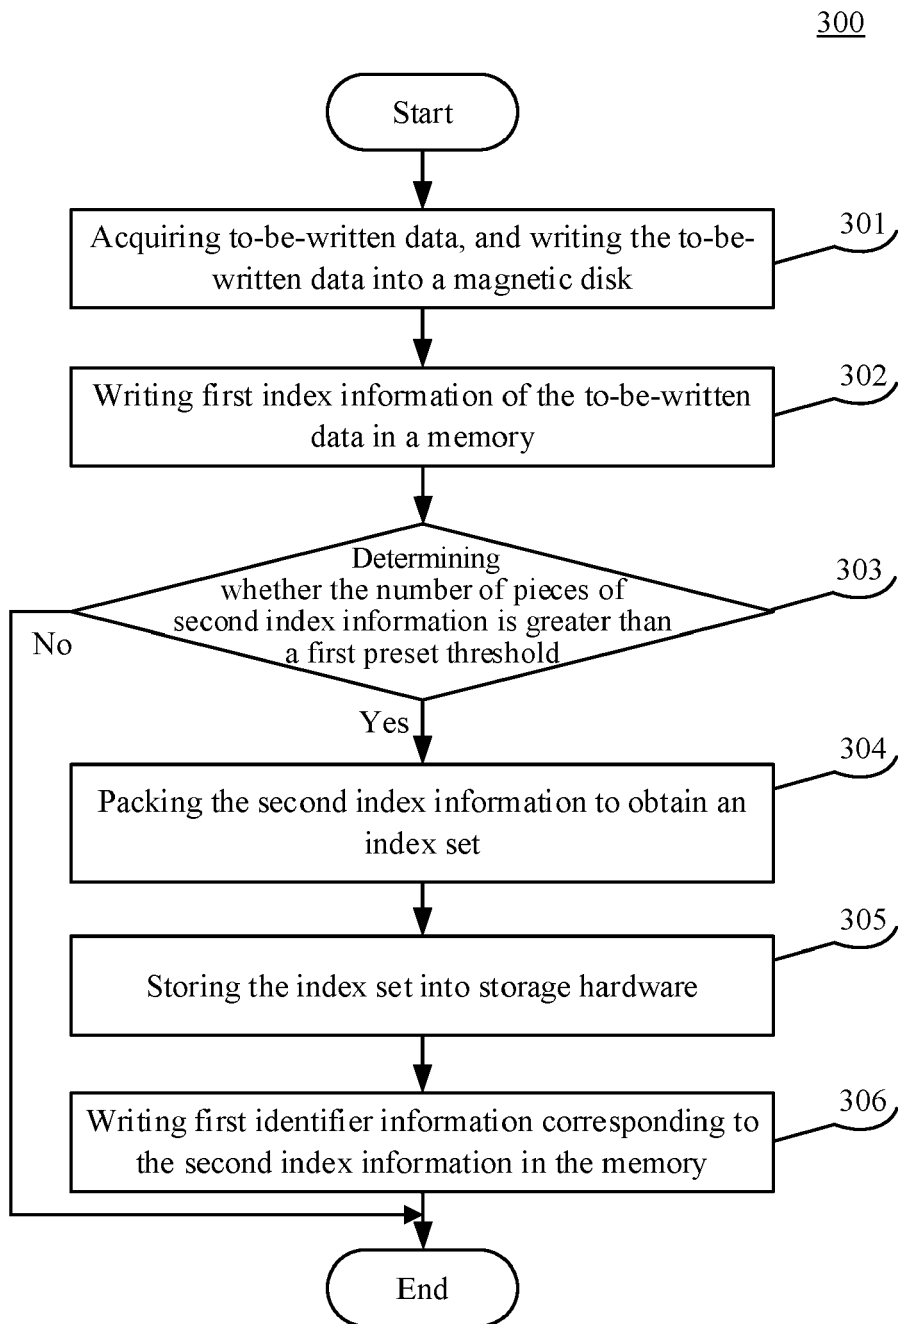 300
Start
Acquiring to-be-written data, and writing the to-be-
written data into a magnetic disk
301
Writing first index information of the to-be-written
data in a memory
302
Determining
whether the number of pieces of
second index information is greater than
a first preset threshold
303
No
Yes
Packing the second index information to obtain an
index set
304
Storing the index set into storage hardware
305
Writing first identifier information corresponding to
the second index information in the memory
306
End